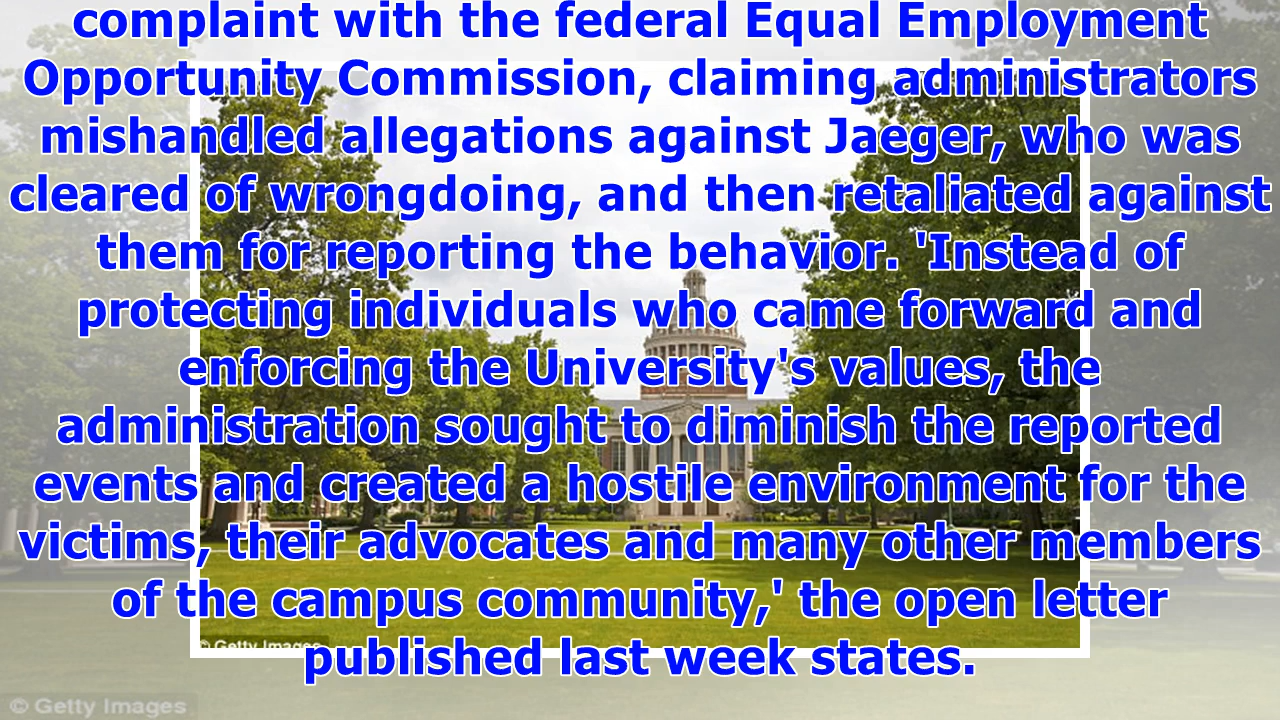 complaint with the federal Equal Employment
Opportunity Commission, claiming administrators
mishandled allegations against Jaeger, who was
cleared of wrongdoing, and then retaliated against
them for reporting the behavior. 'Instead of
protecting individuals who came forward and
enforcing the University's values, the
administration sought to diminish the reported
events and created a hostile environment for the
victims, their advocates and many other members
of the campus community,' the open letter
© Getty Images
published last week states.
© Getty Images